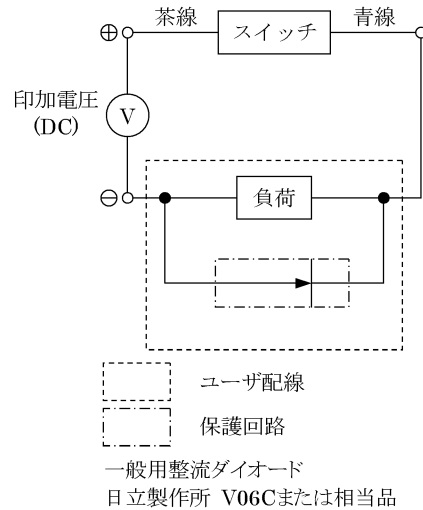 ⊕
茶線
スイッチ
青線
印加電圧
(DC)
V
⊖
負荷
ユーザ配線
保護回路
一般用整流ダイオード
日立製作所 V06Cまたは相当品